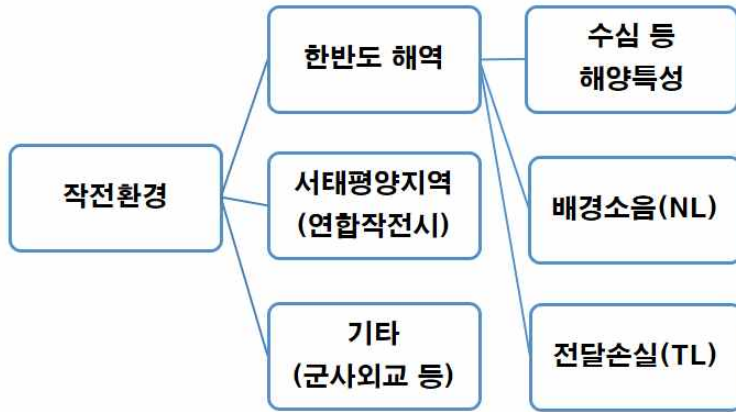 작전환경
한반도 해역
서태평양지역
(연합작전시)
기타
(군사외교 등)
수심 등
해양특성
배경소음(NL)
전달손실(TL)